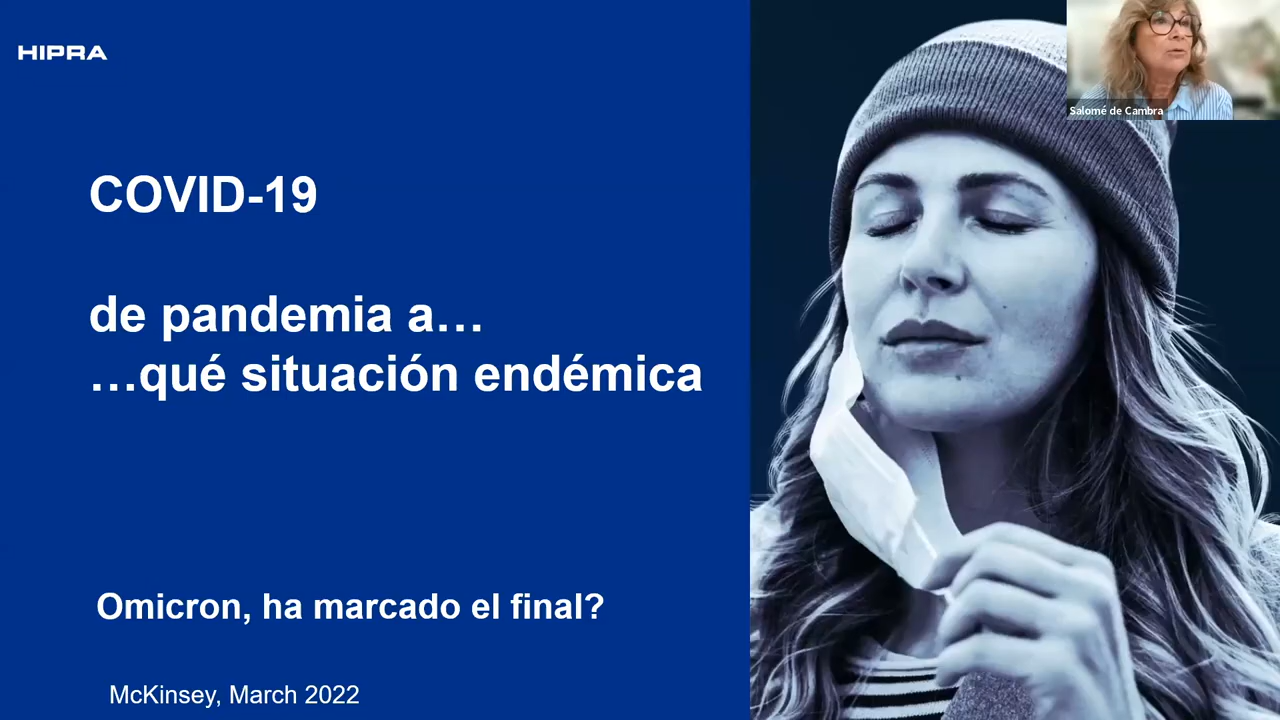 HIPRA
Salomé de Cambra
COVID-19
de pandemia a…
…qué situación endémica
Omicron, ha marcado el final?
McKinsey, March 2022